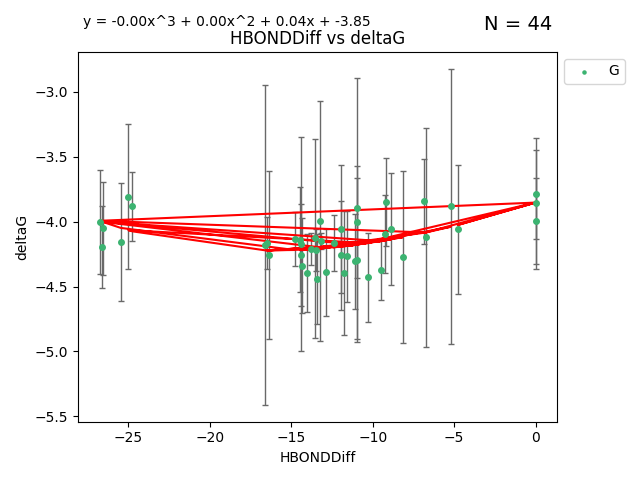 y = -0.00x^3 + 0.00x^2 + 0.04x + -3.85
N = 44
HBONDDiff vs deltaG
G
deltaG
−3.0
−3.5
−4.0
−4.5
−5.0
−5.5
−25
−20
−15
−10
−5
0
HBONDDiff